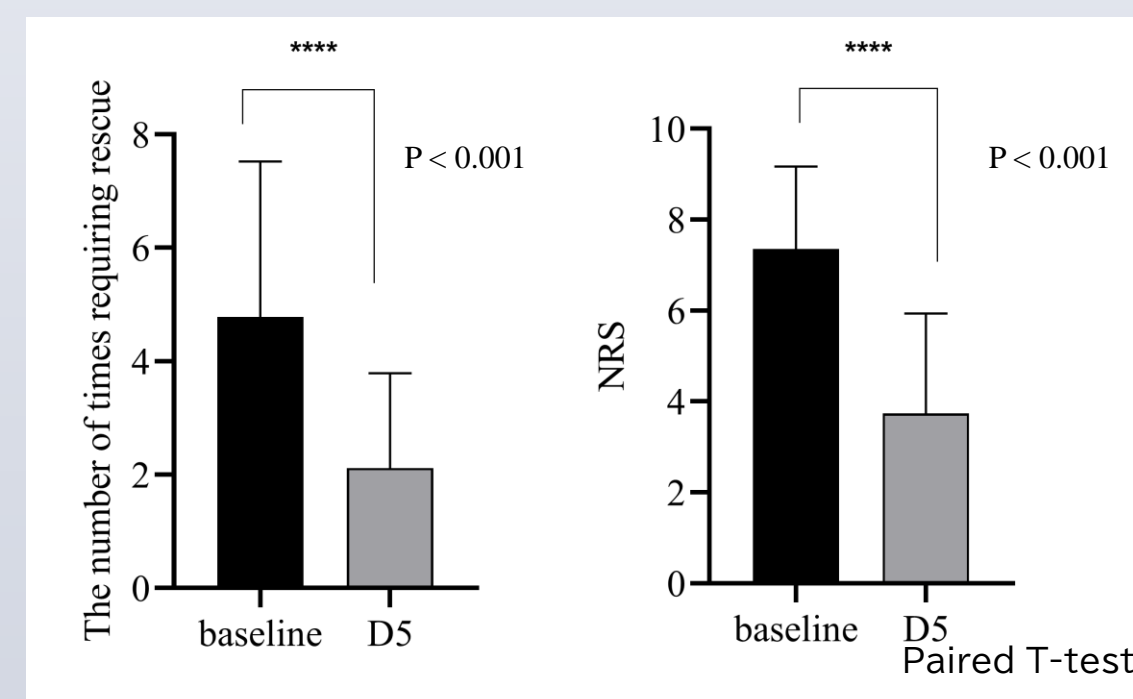 ****
The number of times requiring rescue
8
6
4
2
0
P < 0.001
baseline
D5
****
NRS
10
8
6
4
2
0
P < 0.001
baseline
D5
Paired T-test